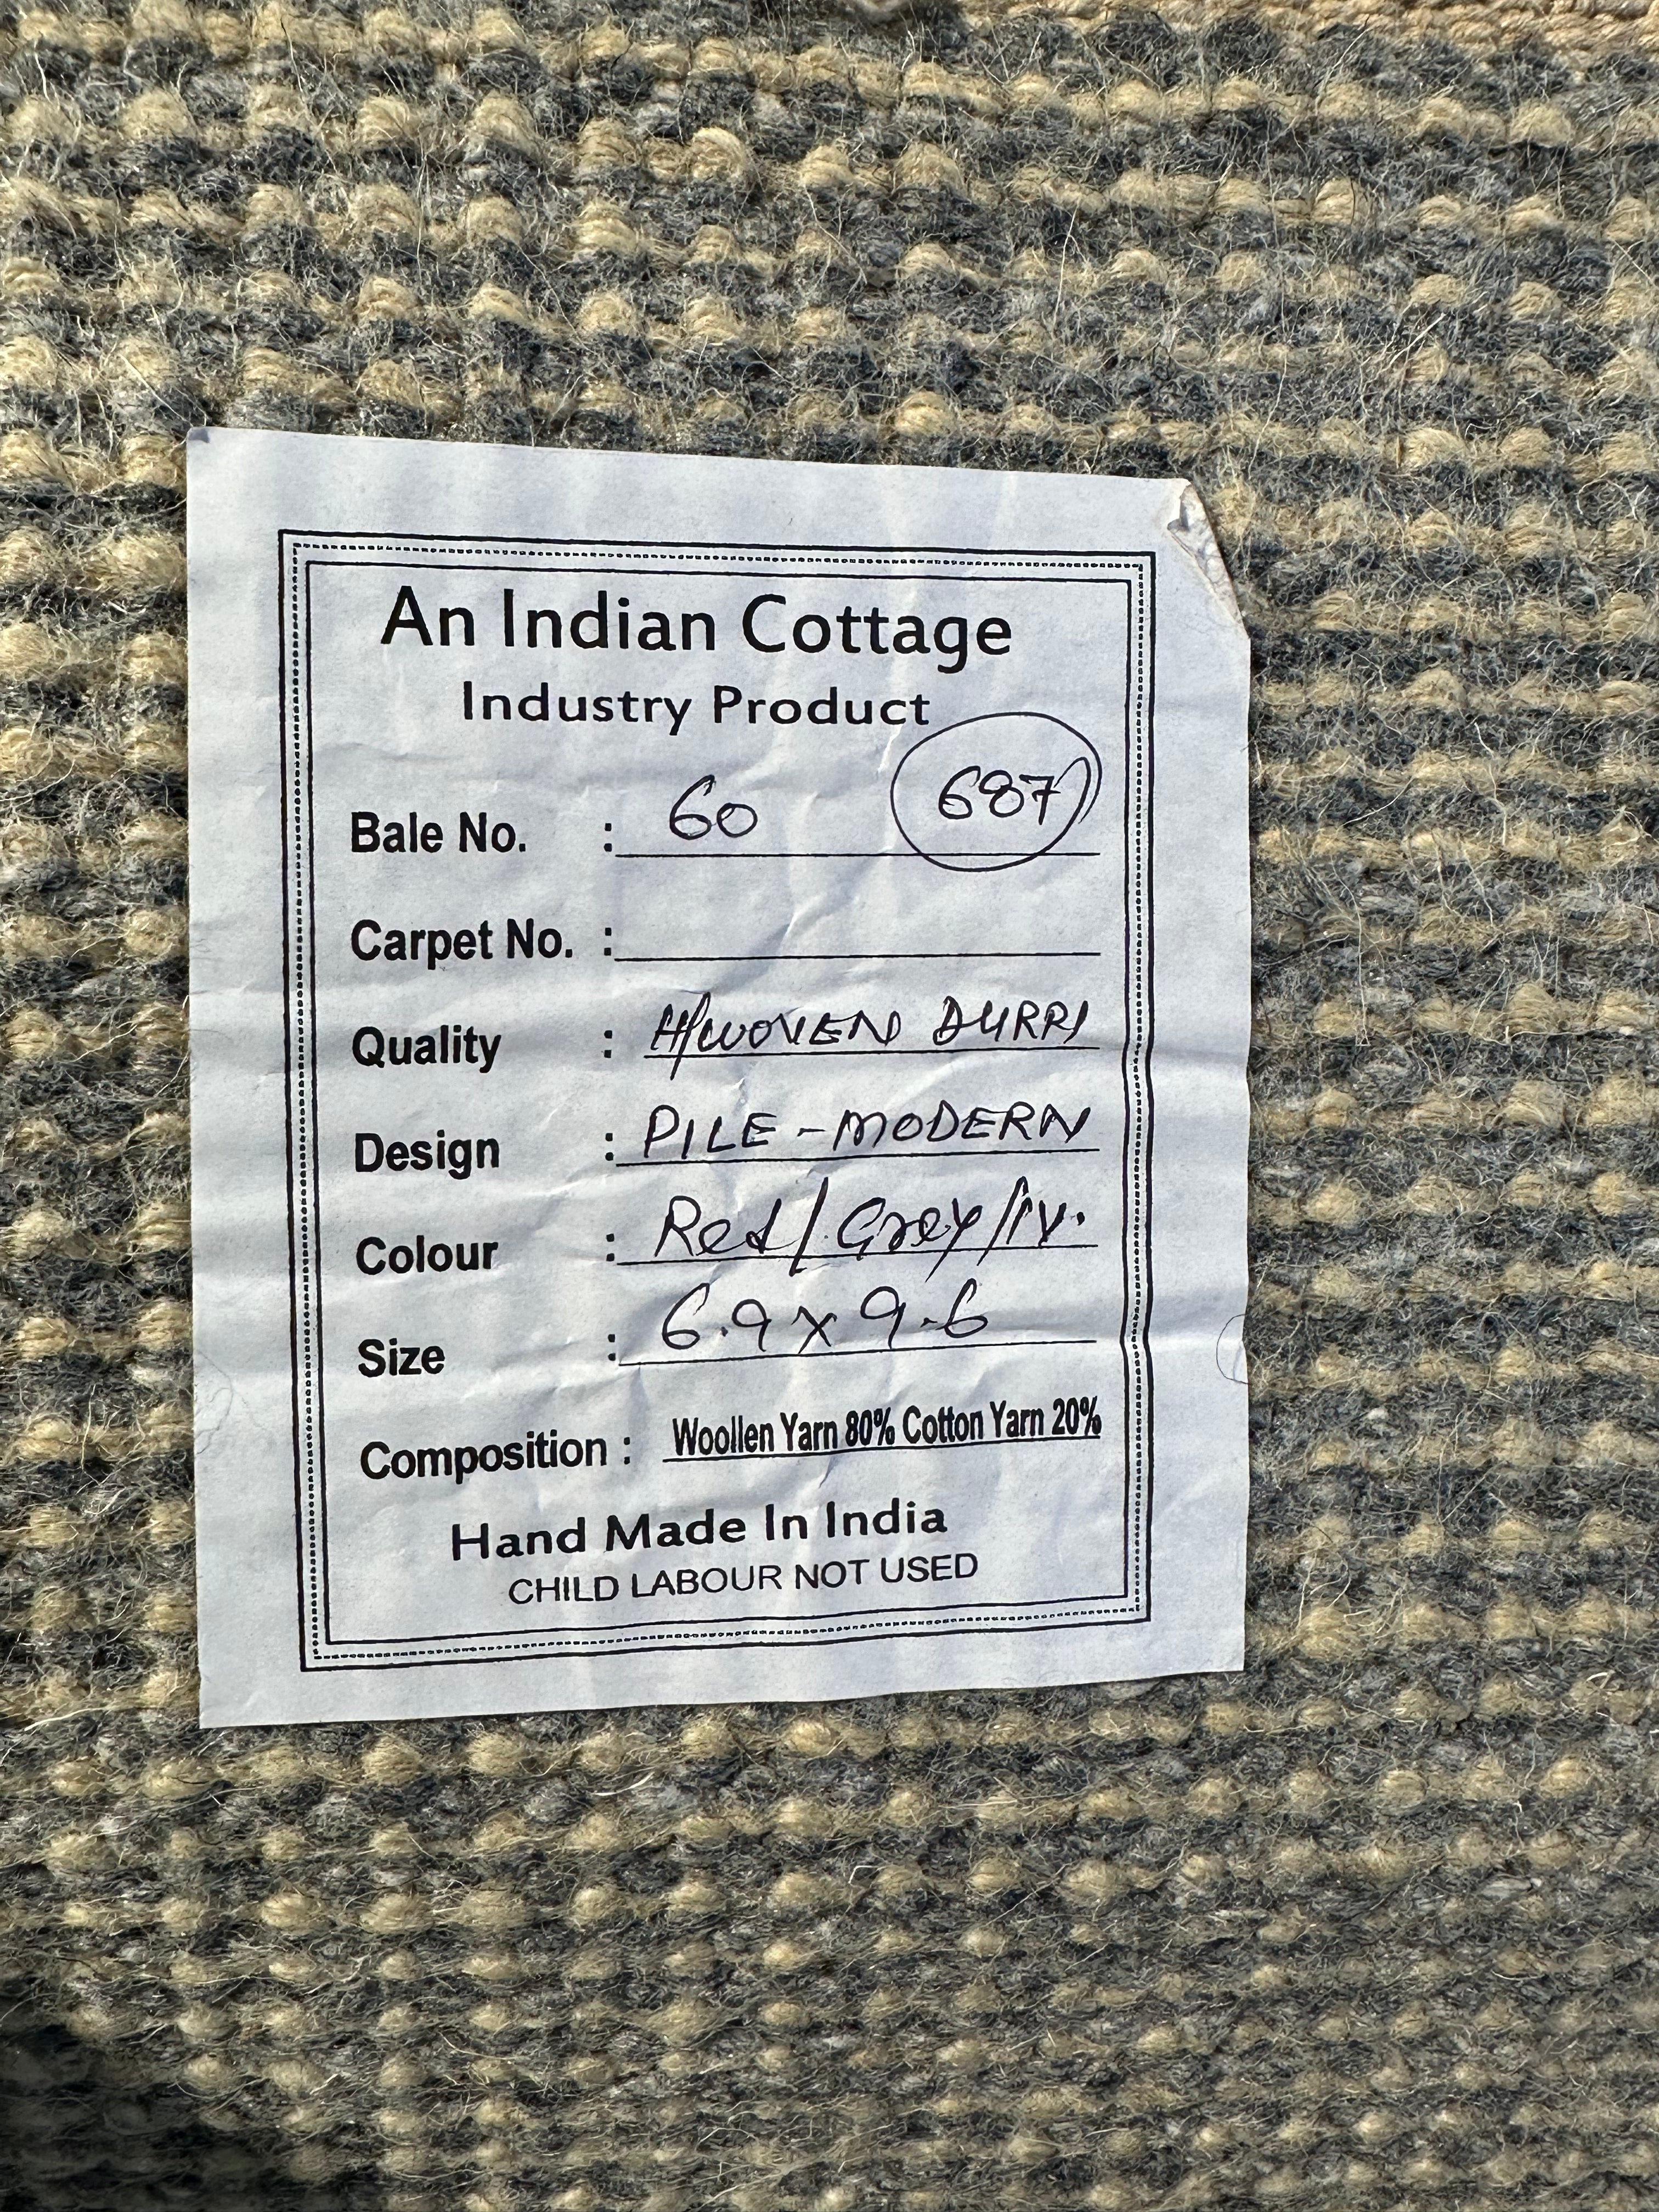 An Indian Cottage
Industry Product
Bale No. : 60 687
Carpet No. :
Quality : H/WOVEN DURRI
Design : PILE - MODERN
Colour : Red/Grey/IV.
Size : 6.9 x 9.6
Composition : Woollen Yarn 80% Cotton Yarn 20%
Hand Made In India
CHILD LABOUR NOT USED